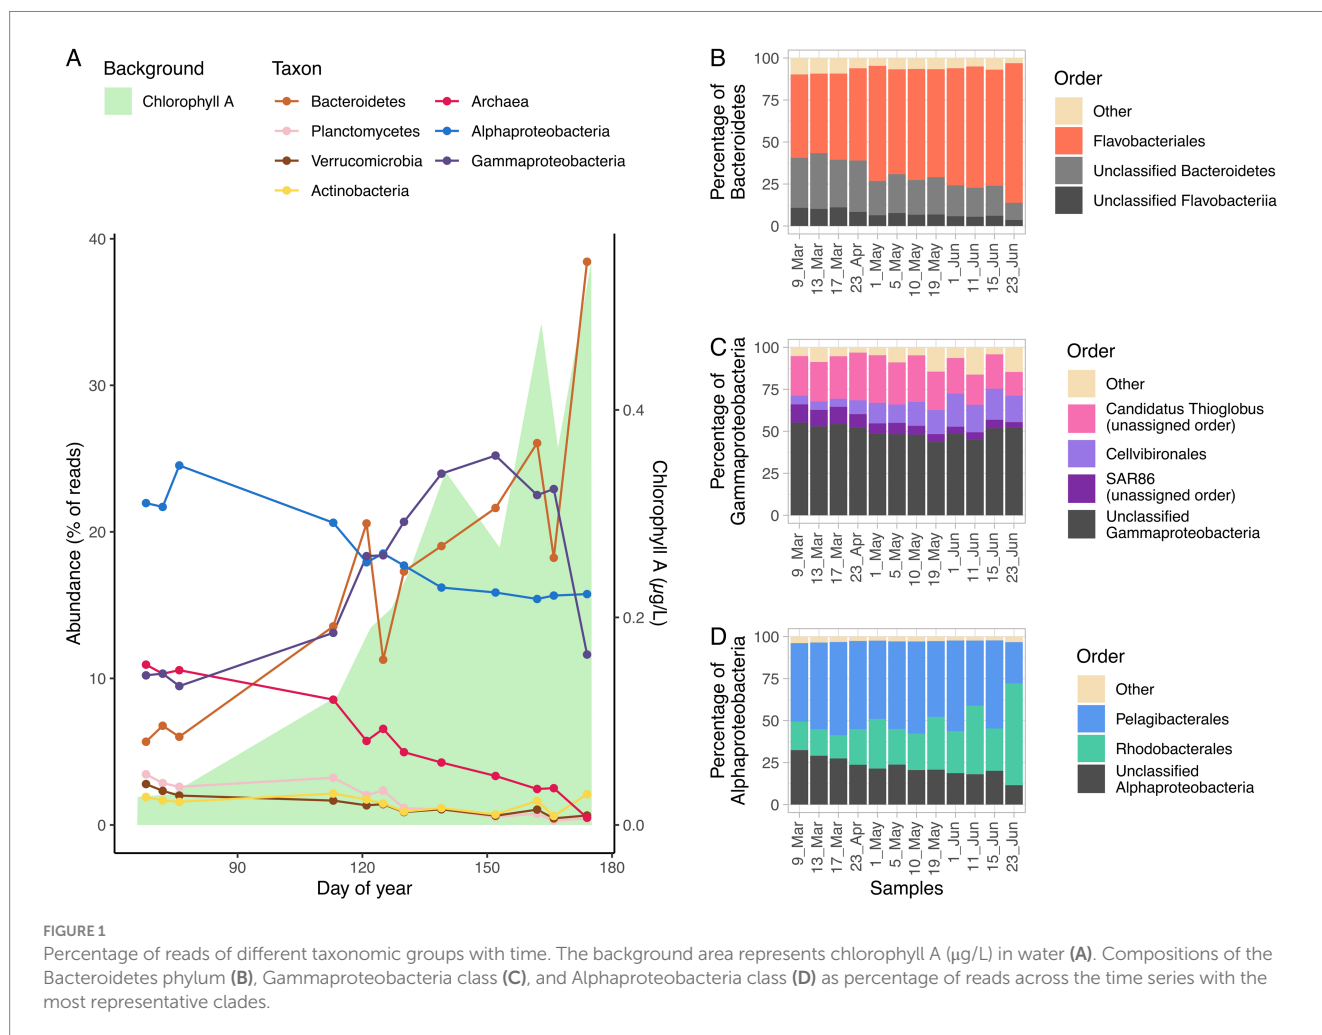 A
Background
Chlorophyll A
Taxon
Bacteroidetes
Planctomycetes
Verrucomicrobia
Actinobacteria
Archaea
Alphaproteobacteria
Gammaproteobacteria
Abundance (% of reads)
40
30
20
10
0
Chlorophyll A (μg/L)
0.4
0.2
0.0
90
120
150
180
Day of year
B
Percentage of
Bacteroidetes
100
75
50
25
0
9_Mar
13_Mar
17_Mar
23_Apr
1_May
5_May
10_May
19_May
1_Jun
11_Jun
15_Jun
23_Jun
Order
Other
Flavobacteriales
Unclassified Bacteroidetes
Unclassified Flavobacteriia
C
Percentage of
Gammaproteobacteria
100
75
50
25
0
9_Mar
13_Mar
17_Mar
23_Apr
1_May
5_May
10_May
19_May
1_Jun
11_Jun
15_Jun
23_Jun
Order
Other
Candidatus Thioglobus
(unassigned order)
Cellvibironales
SAR86
(unassigned order)
Unclassified
Gammaproteobacteria
D
Percentage of
Alphaproteobacteria
100
75
50
25
0
9_Mar
13_Mar
17_Mar
23_Apr
1_May
5_May
10_May
19_May
1_Jun
11_Jun
15_Jun
23_Jun
Samples
Order
Other
Pelagibacterales
Rhodobacterales
Unclassified
Alphaproteobacteria
FIGURE 1
Percentage of reads of different taxonomic groups with time. The background area represents chlorophyll A (μg/L) in water (A). Compositions of the
Bacteroidetes phylum (B), Gammaproteobacteria class (C), and Alphaproteobacteria class (D) as percentage of reads across the time series with the
most representative clades.